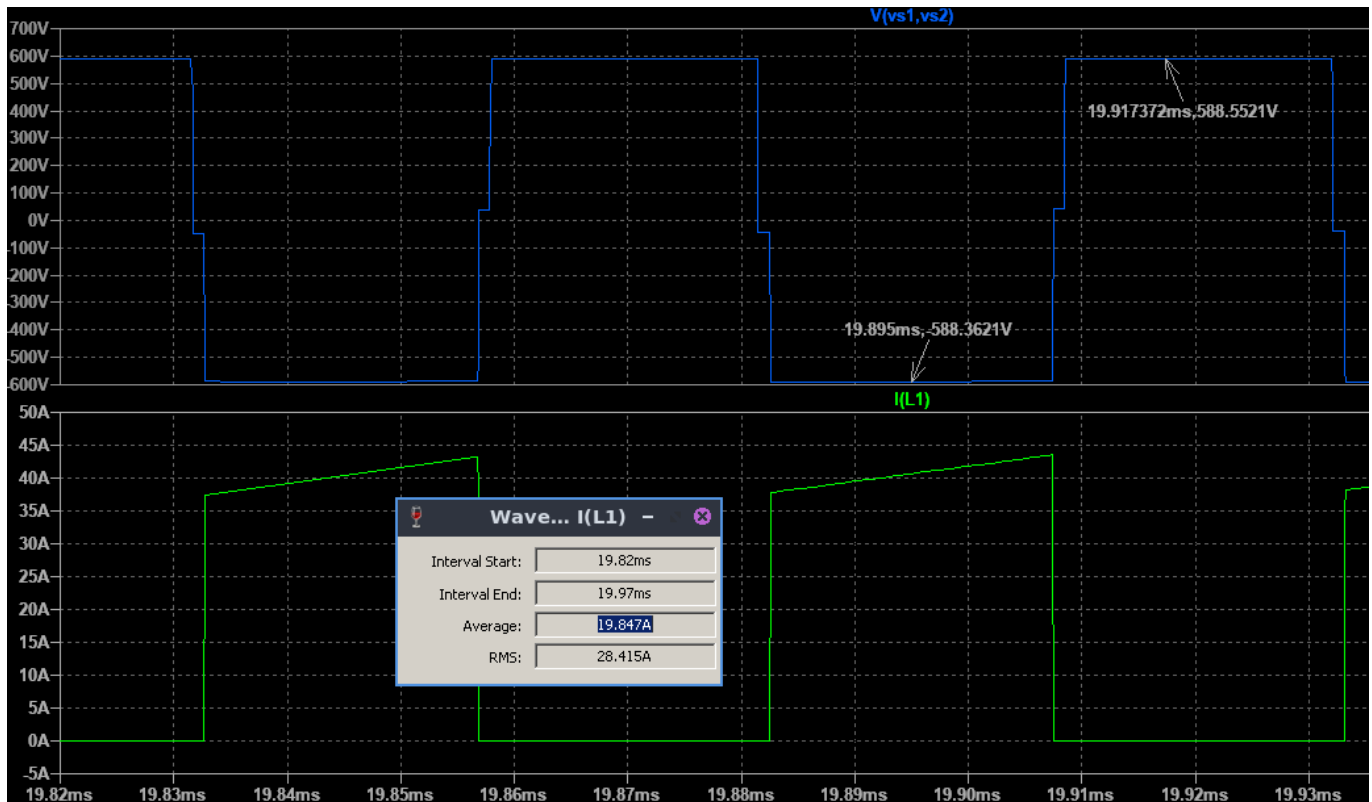 V(vs1,vs2)
700V
600V
500V
400V
300V
200V
100V
0V
-100V
-200V
-300V
-400V
-500V
-600V
19.917372ms,588.5521V
19.895ms,-588.3621V
I(L1)
50A
45A
40A
35A
30A
25A
20A
15A
10A
5A
0A
-5A
Wave... I(L1)
Interval Start: 19.82ms
Interval End: 19.97ms
Average: 19.847A
RMS: 28.415A
19.82ms 19.83ms 19.84ms 19.85ms 19.86ms 19.87ms 19.88ms 19.89ms 19.90ms 19.91ms 19.92ms 19.93ms